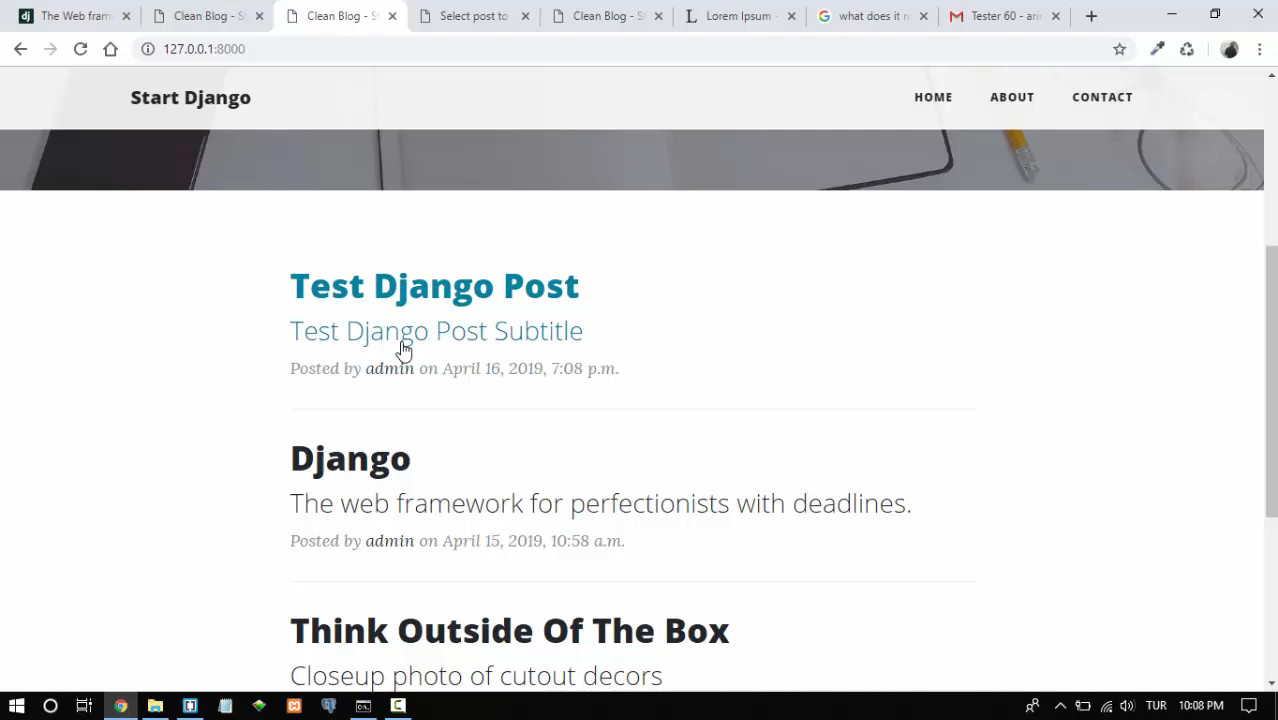 The Web fram
Clean Blog - S
Clean Blog - S
Select post to
Clean Blog - S
Lorem Ipsum -
what does it n
Tester 60 - arin
127.0.0.1:8000
Start Django
HOME
ABOUT
CONTACT
Test Django Post
Test Django Post Subtitle
Posted by admin on April 16, 2019, 7:08 p.m.
Django
The web framework for perfectionists with deadlines.
Posted by admin on April 15, 2019, 10:58 a.m.
Think Outside Of The Box
Closeup photo of cutout decors
TUR
10:08 PM